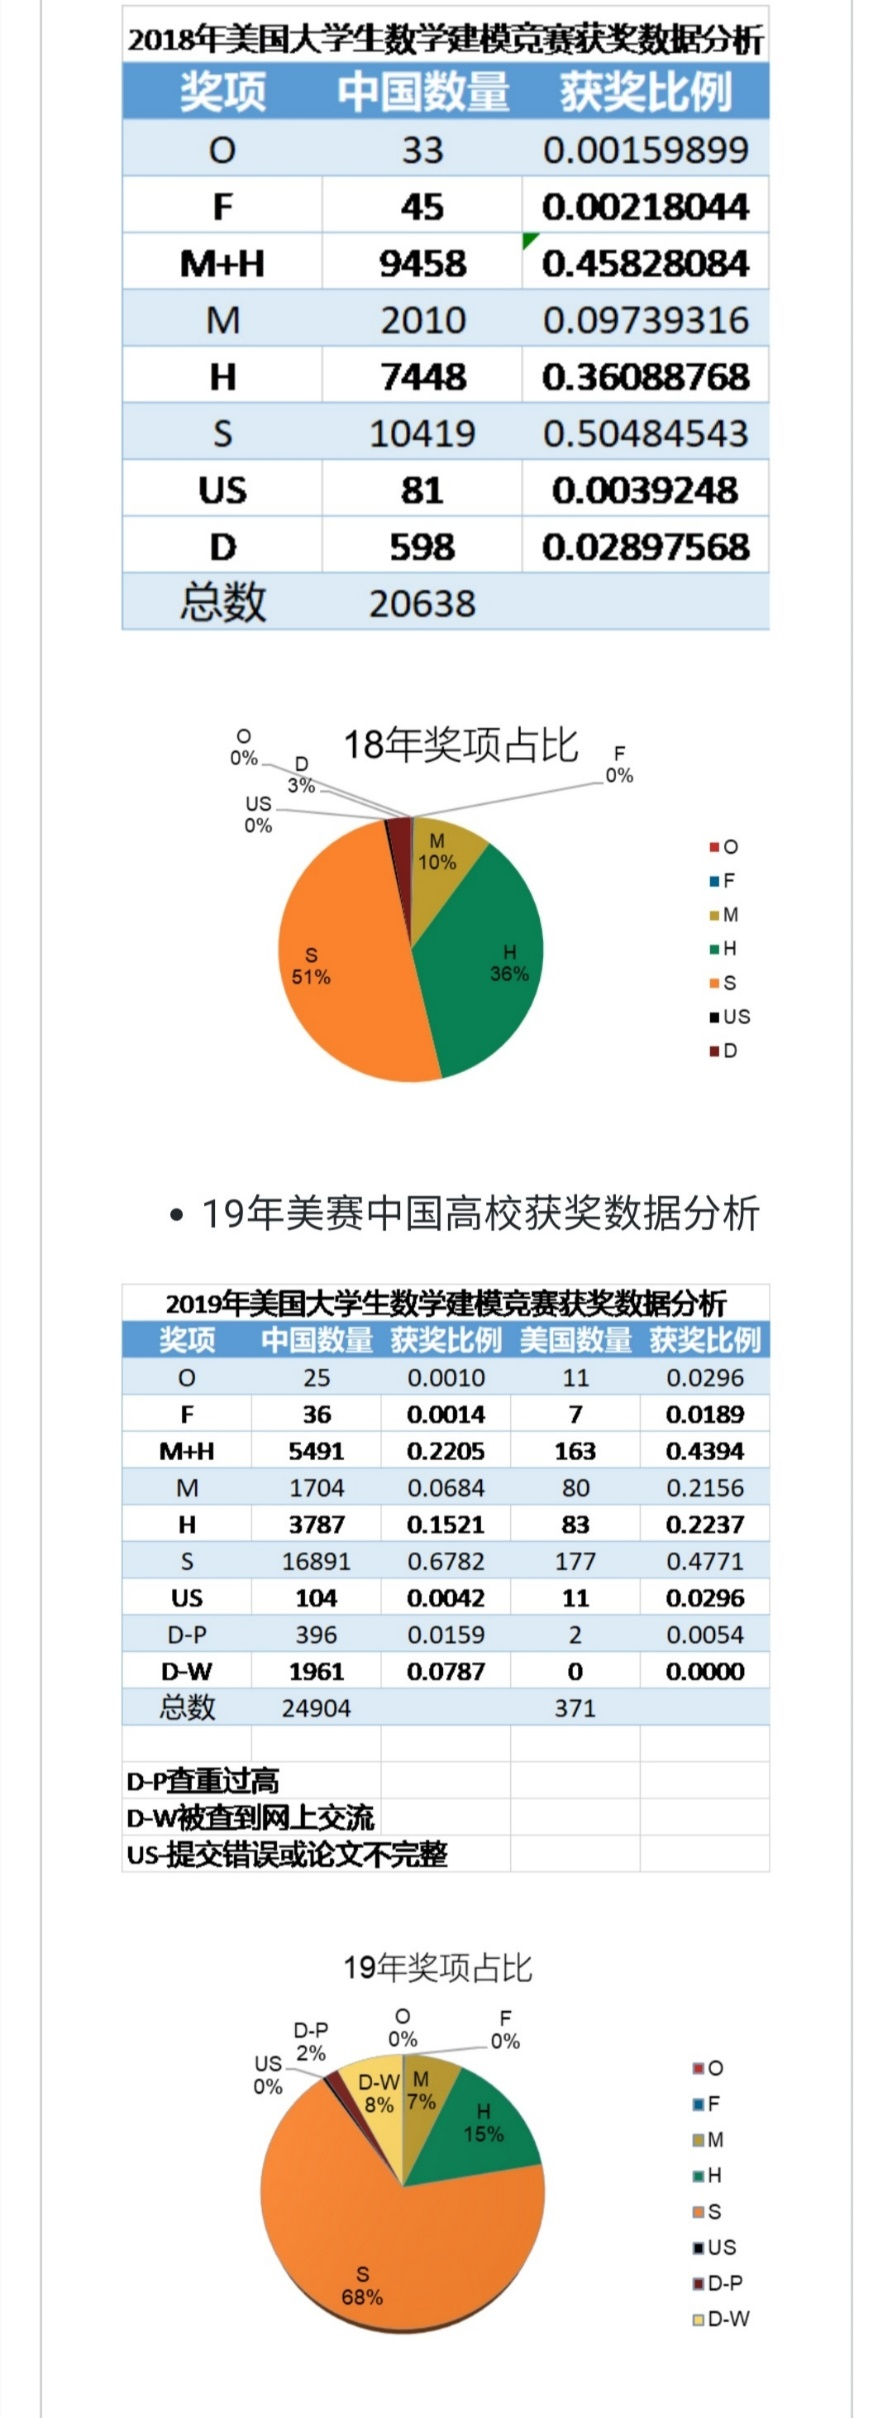 2018年美国大学生数学建模竞赛获奖数据分析
奖项 中国数量 获奖比例
O 33 0.00159899
F 45 0.00218044
M+H 9458 0.45828084
M 2010 0.09739316
H 7448 0.36088768
S 10419 0.50484543
US 81 0.0039248
D 598 0.02897568
总数 20638
18年奖项占比
O
0%
D
3%
F
0%
US
0%
M
10%
H
36%
S
51%
O
F
M
H
S
US
D
• 19年美赛中国高校获奖数据分析
2019年美国大学生数学建模竞赛获奖数据分析
奖项 中国数量 获奖比例 美国数量 获奖比例
O 25 0.0010 11 0.0296
F 36 0.0014 7 0.0189
M+H 5491 0.2205 163 0.4394
M 1704 0.0684 80 0.2156
H 3787 0.1521 83 0.2237
S 16891 0.6782 177 0.4771
US 104 0.0042 11 0.0296
D-P 396 0.0159 2 0.0054
D-W 1961 0.0787 0 0.0000
总数 24904 371
D-P查重过高
D-W被查到网上交流
US-提交错误或论文不完整
19年奖项占比
O
0%
F
0%
D-P
2%
US
0%
D-W
8%
M
7%
H
15%
S
68%
O
F
M
H
S
US
D-P
D-W